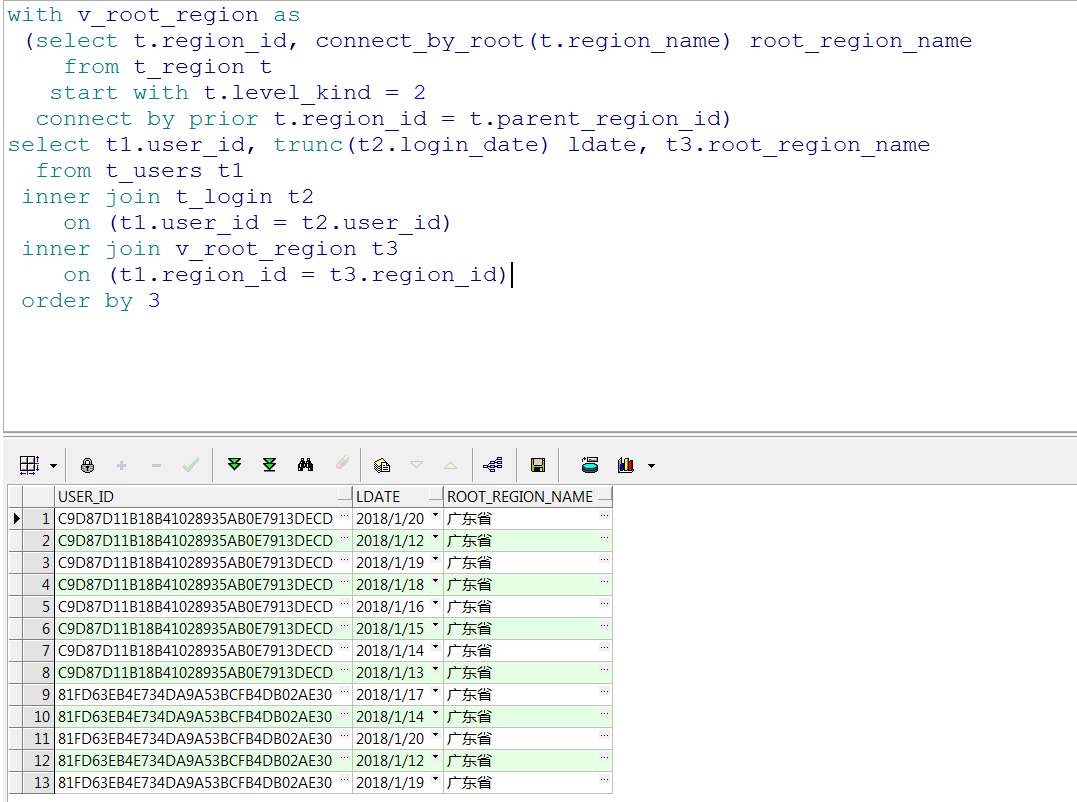 with v_root_region as
(select t.region_id, connect_by_root(t.region_name) root_region_name
from t_region t
start with t.level_kind = 2
connect by prior t.region_id = t.parent_region_id)
select t1.user_id, trunc(t2.login_date) ldate, t3.root_region_name
from t_users t1
inner join t_login t2
on (t1.user_id = t2.user_id)
inner join v_root_region t3
on (t1.region_id = t3.region_id)
order by 3
USER_ID LDATE ROOT_REGION_NAME
1 C9D87D11B18B41028935AB0E7913DECD 2018/1/20 广东省
2 C9D87D11B18B41028935AB0E7913DECD 2018/1/12 广东省
3 C9D87D11B18B41028935AB0E7913DECD 2018/1/19 广东省
4 C9D87D11B18B41028935AB0E7913DECD 2018/1/18 广东省
5 C9D87D11B18B41028935AB0E7913DECD 2018/1/16 广东省
6 C9D87D11B18B41028935AB0E7913DECD 2018/1/15 广东省
7 C9D87D11B18B41028935AB0E7913DECD 2018/1/14 广东省
8 C9D87D11B18B41028935AB0E7913DECD 2018/1/13 广东省
9 81FD63EB4E734DA9A53BCFB4DB02AE30 2018/1/17 广东省
10 81FD63EB4E734DA9A53BCFB4DB02AE30 2018/1/14 广东省
11 81FD63EB4E734DA9A53BCFB4DB02AE30 2018/1/20 广东省
12 81FD63EB4E734DA9A53BCFB4DB02AE30 2018/1/12 广东省
13 81FD63EB4E734DA9A53BCFB4DB02AE30 2018/1/19 广东省